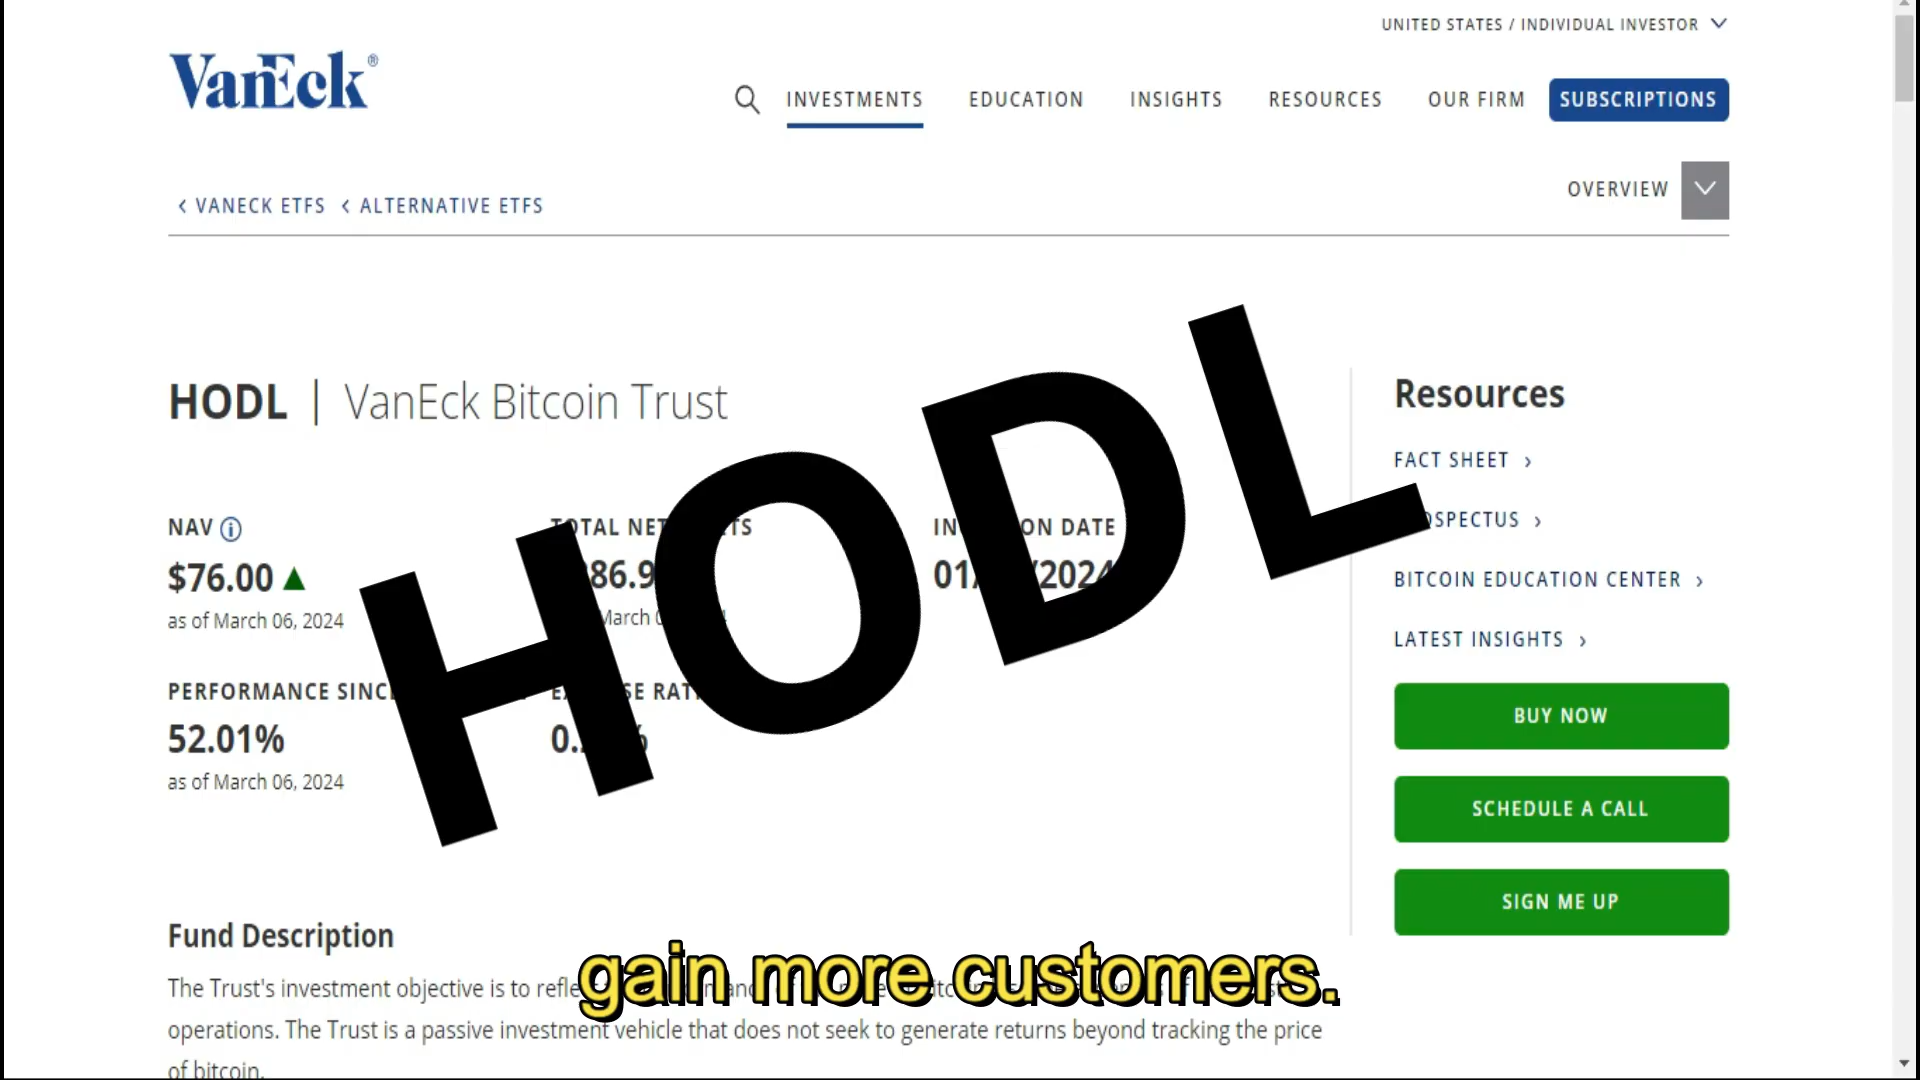 UNITED STATES / INDIVIDUAL INVESTOR
VanEck®
INVESTMENTS EDUCATION INSIGHTS RESOURCES OUR FIRM SUBSCRIPTIONS
OVERVIEW
< VANECK ETFS < ALTERNATIVE ETFS
HODL | VanEck Bitcoin Trust
HODL
NAV
$76.00
as of March 06, 2024
TOTAL NET
March
DATE
PERFORMANCE
52.01%
as of March 06, 2024
Resources
FACT SHEET >
BITCOIN EDUCATION CENTER >
LATEST INSIGHTS >
BUY NOW
SCHEDULE A CALL
SIGN ME UP
Fund Description
The Trust's investment objective is to
gain more customers.
operations. The Trust is a passive investment vehicle that does not seek to generate returns beyond tracking the price
of bitcoin.